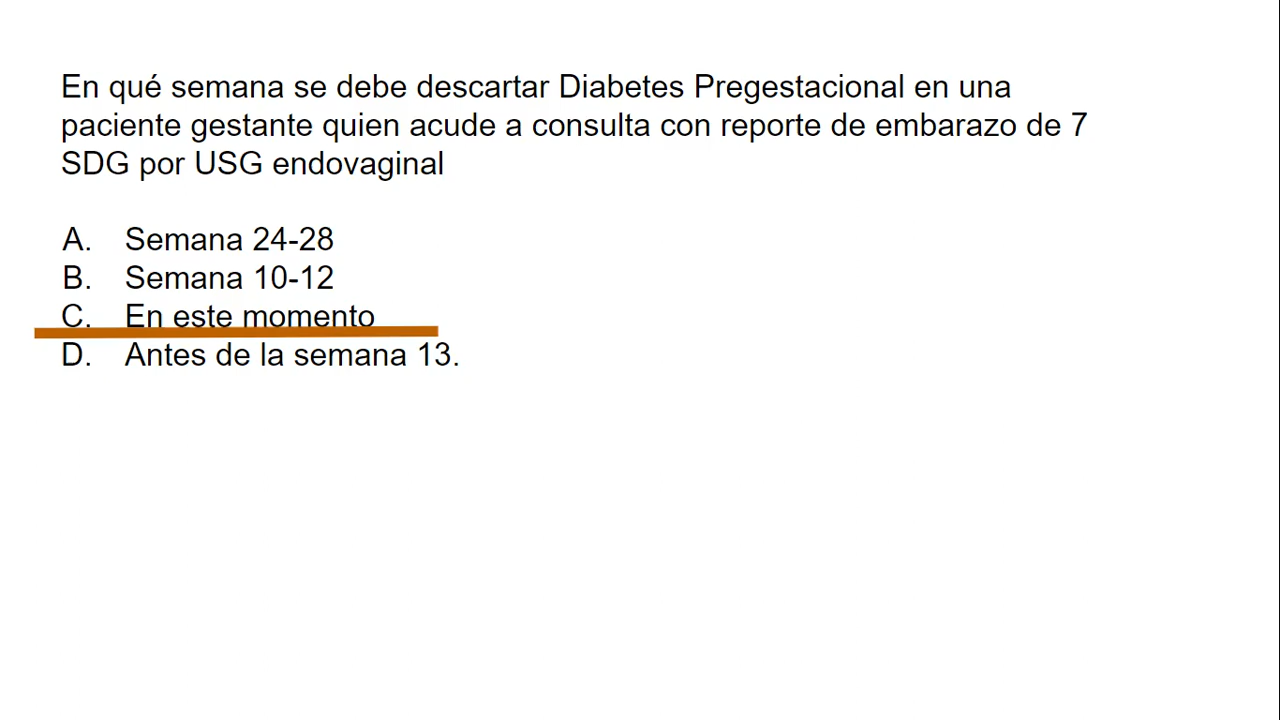 En qué semana se debe descartar Diabetes Pregestacional en una
paciente gestante quien acude a consulta con reporte de embarazo de 7
SDG por USG endovaginal
A. Semana 24-28
B. Semana 10-12
C. En este momento
D. Antes de la semana 13.